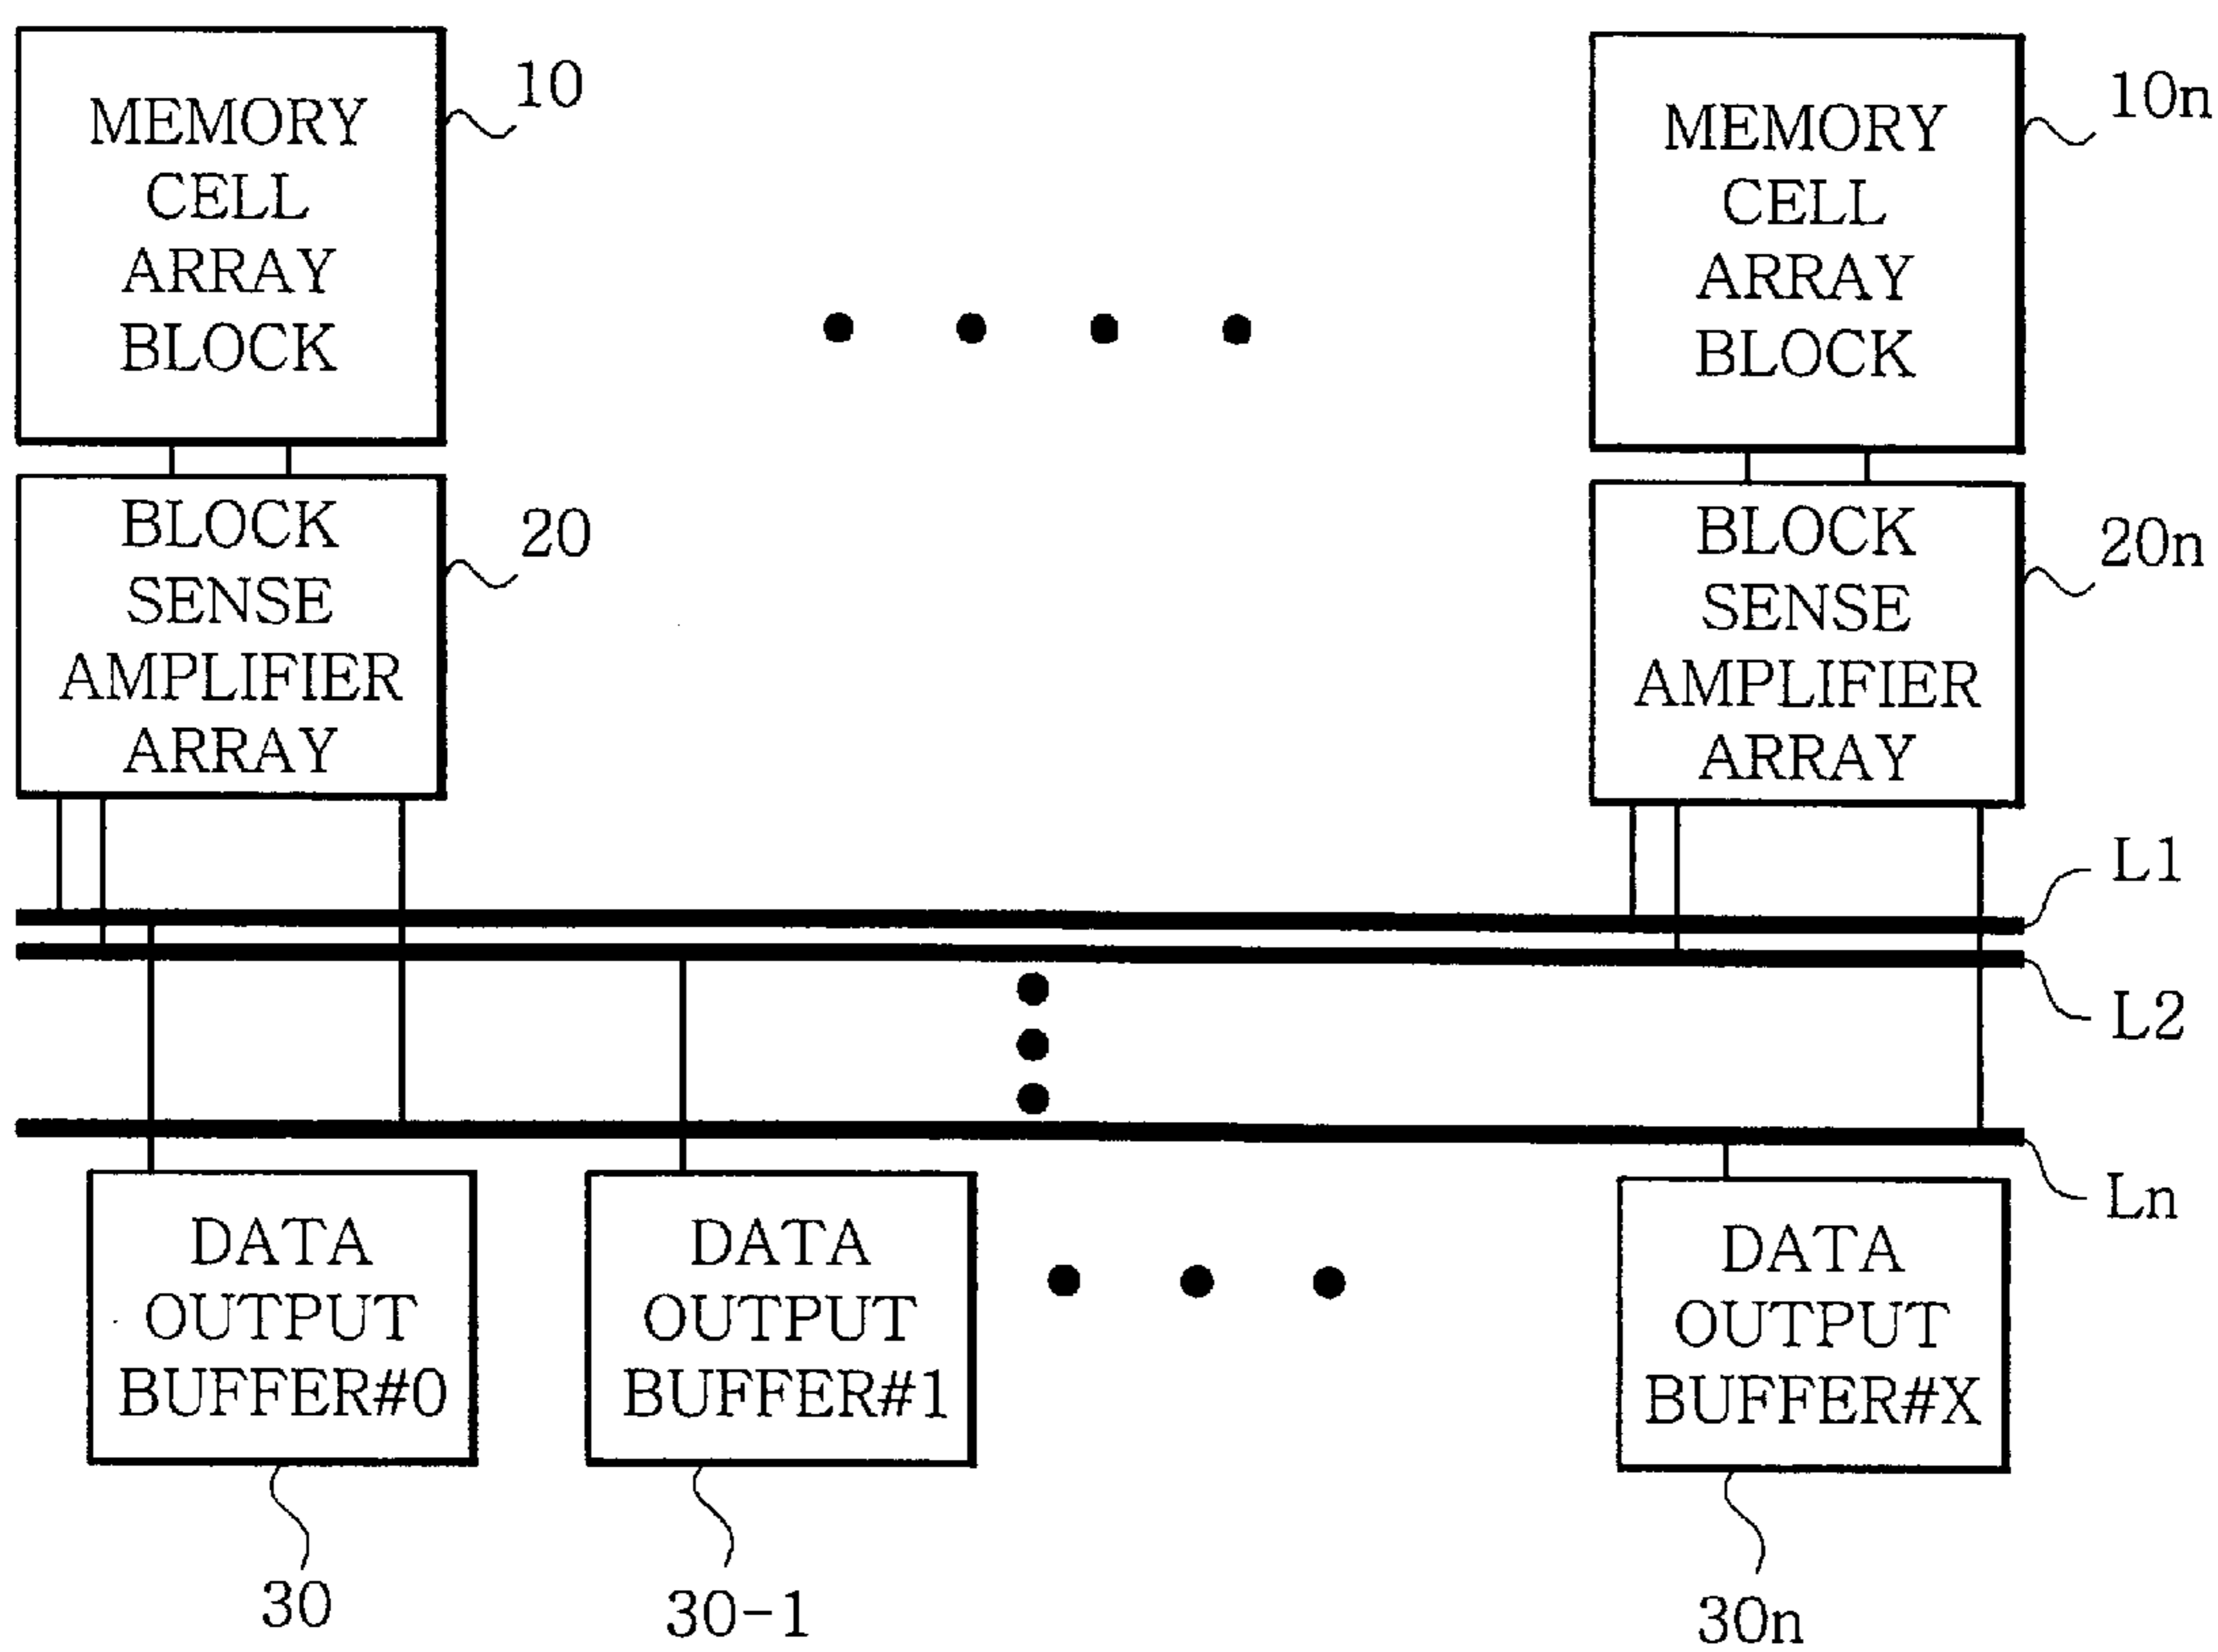 MEMORY
CELL
ARRAY
BLOCK
10
MEMORY
CELL
ARRAY
BLOCK
10n
BLOCK
SENSE
AMPLIFIER
ARRAY
20
BLOCK
SENSE
AMPLIFIER
ARRAY
20n
L1
L2
Ln
DATA
OUTPUT
BUFFER#0
30
DATA
OUTPUT
BUFFER#1
30-1
DATA
OUTPUT
BUFFER#X
30n